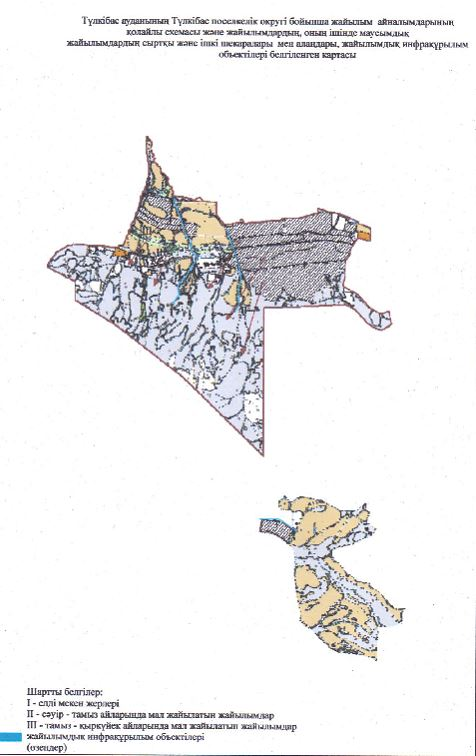 Түлкібас ауданының Түлкібас поселкелік округі бойынша жайылым айналымдарының
қолайлы схемасы және жайылымдардың, оның ішінде маусымдық
жайылымдардың сыртқы және ішкі шекаралары мен алаңдары, жайылымдық инфрақұрылым
объектілері белгіленген картасы
Шартты белгілер:
I - елді мекен жерлері
II - сәуір - тамыз айларында мал жайылатын жайылымдар
III - тамыз - қыркүйек айларында мал жайылатын жайылымдар
жайылымдық инфрақұрылым объектілері
(өзендер)